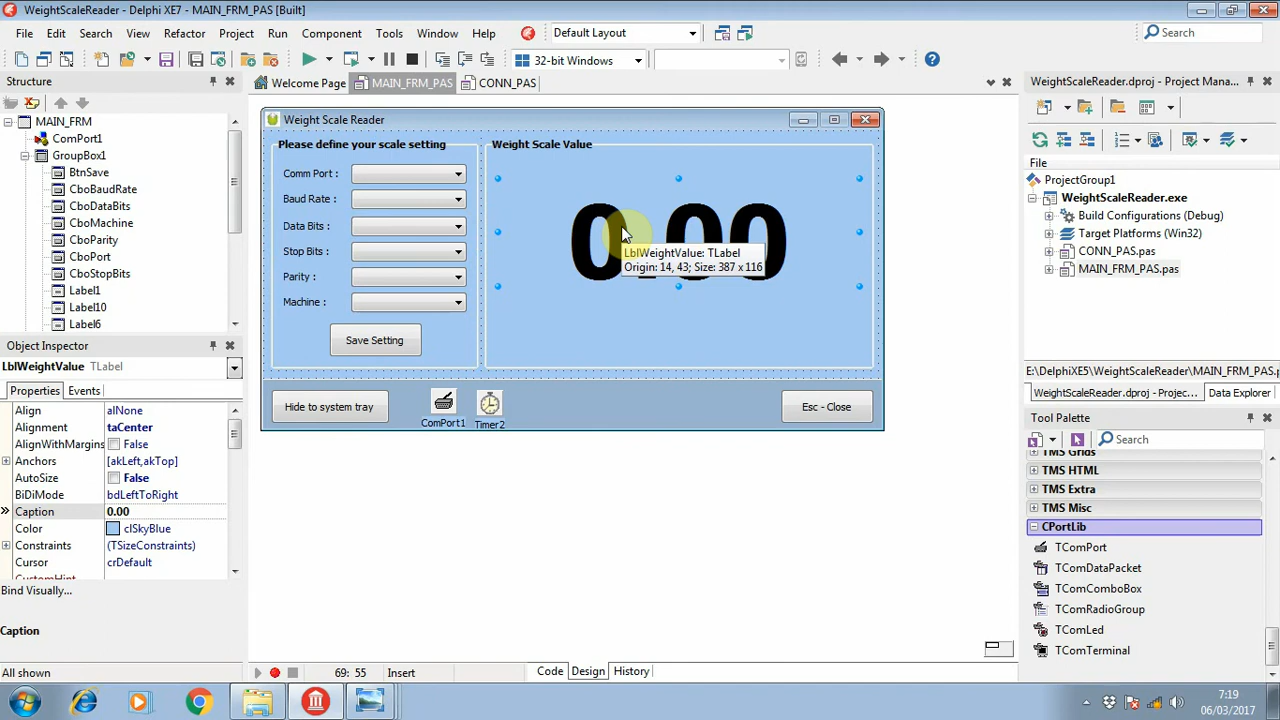 WeightScaleReader - Delphi XE7 - MAIN_FRM_PAS [Built]
File Edit Search View Refactor Project Run Component Tools Window Help Default Layout Search
32-bit Windows
Structure
Welcome Page MAIN_FRM_PAS CONN_PAS
WeightScaleReader.dproj - Project Mana...
MAIN_FRM
ComPort1
GroupBox1
BtnSave
CboBaudRate
CboDataBits
CboMachine
CboParity
CboPort
CboStopBits
Label1
Label10
Label6
Weight Scale Reader
Please define your scale setting
Comm Port :
Baud Rate :
Data Bits :
Stop Bits :
Parity :
Machine :
Save Setting
Weight Scale Value
0.00
LblWeightValue: TLabel
Origin: 14, 43; Size: 387 x 116
Hide to system tray
ComPort1
Timer2
Esc - Close
File
ProjectGroup1
WeightScaleReader.exe
Build Configurations (Debug)
Target Platforms (Win32)
CONN_PAS.pas
MAIN_FRM_PAS.pas
E:\DelphiXE5\WeightScaleReader\MAIN_FRM_PAS.p
WeightScaleReader.dproj - Projec... Data Explorer
Object Inspector
LblWeightValue TLabel
Properties Events
Align alNone
Alignment taCenter
AlignWithMargins False
Anchors [akLeft,akTop]
AutoSize False
BiDiMode bdLeftToRight
Caption 0.00
Color clSkyBlue
Constraints (TSizeConstraints)
Cursor crDefault
CustomHint
Bind Visually...
Caption
All shown
69: 55 Insert Code Design History
Tool Palette
Search
TMS Grids
TMS HTML
TMS Extra
TMS Misc
CPortLib
TComPort
TComDataPacket
TComComboBox
TComRadioGroup
TComLed
TComTerminal
7:19
06/03/2017